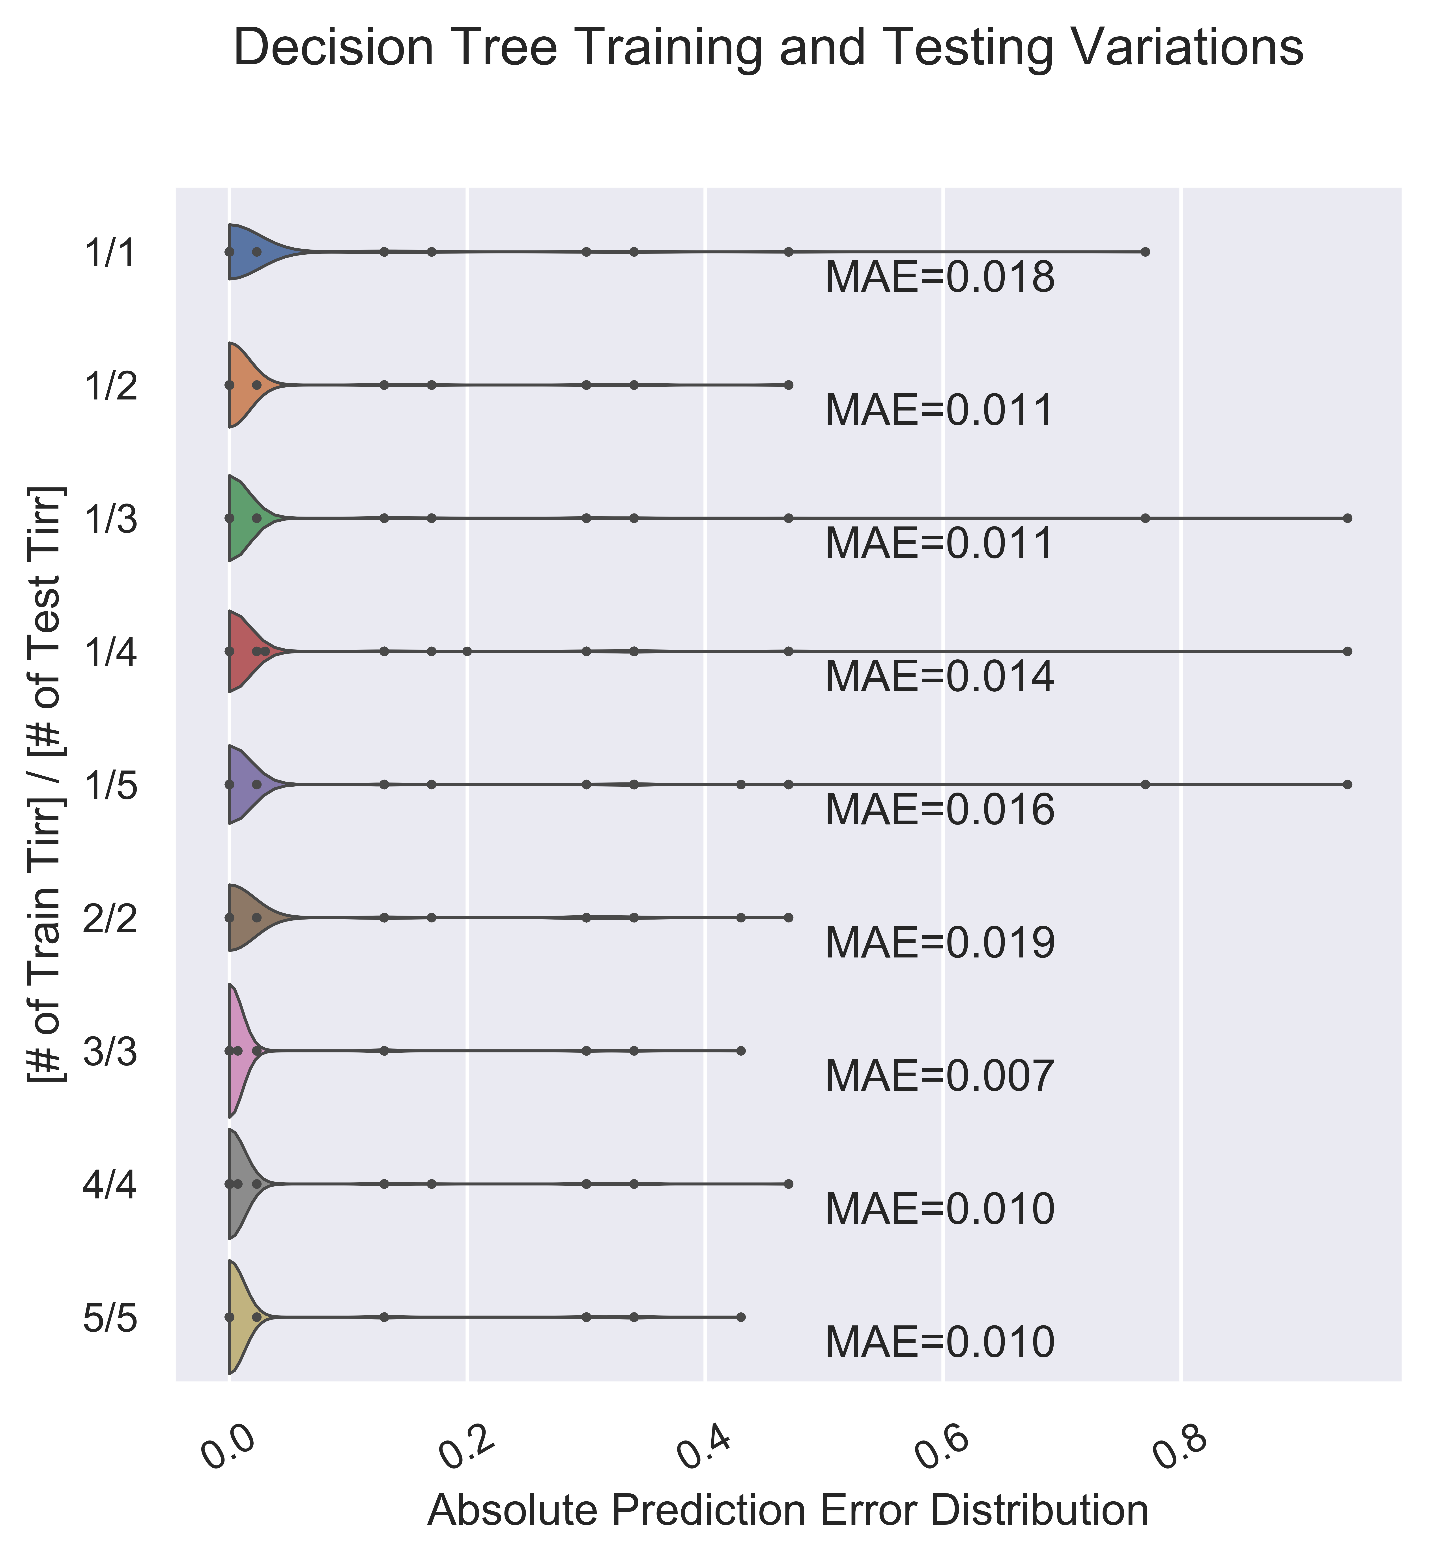 Decision Tree Training and Testing Variations
[# of Train Tirr] / [# of Test Tirr]
1/1
MAE=0.018
1/2
MAE=0.011
1/3
MAE=0.011
1/4
MAE=0.014
1/5
MAE=0.016
2/2
MAE=0.019
3/3
MAE=0.007
4/4
MAE=0.010
5/5
MAE=0.010
0.0 0.2 0.4 0.6 0.8
Absolute Prediction Error Distribution